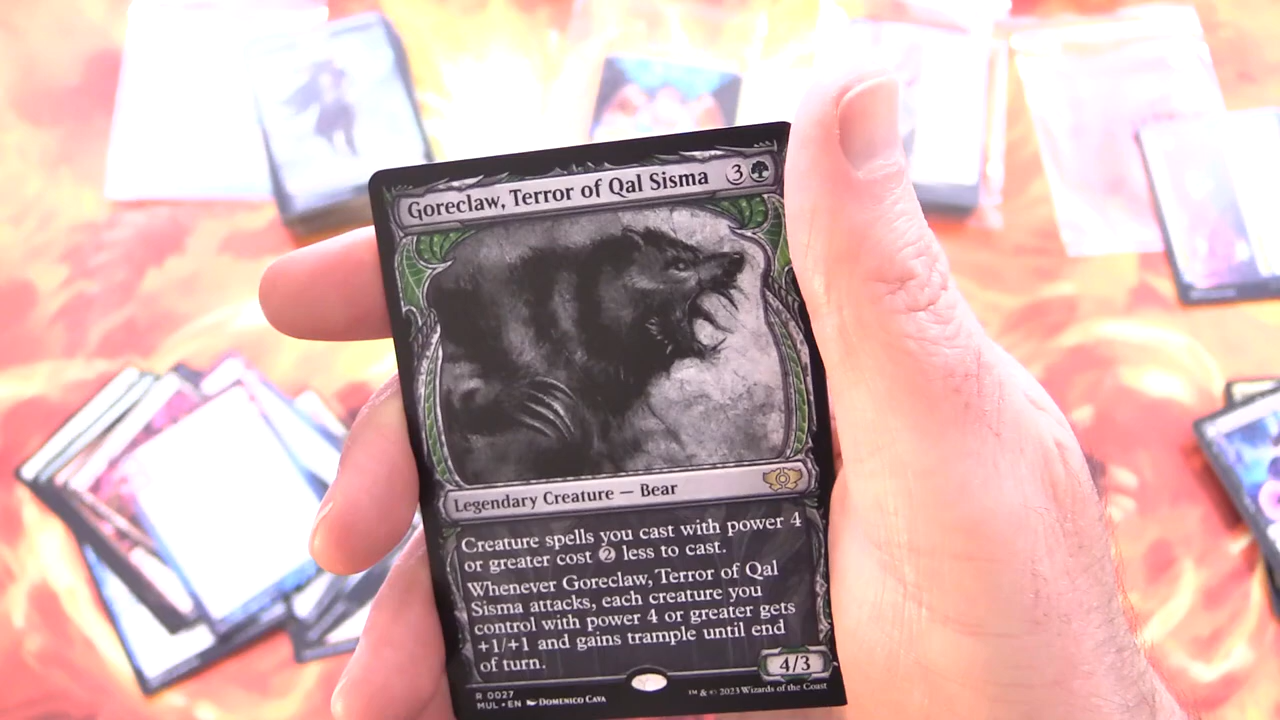 Goreclaw, Terror of Qal Sisma 3
Legendary Creature — Bear
Creature spells you cast with power 4
or greater cost 2 less to cast.
Whenever Goreclaw, Terror of Qal
Sisma attacks, each creature you
control with power 4 or greater gets
+1/+1 and gains trample until end
of turn.
4/3
R 0027
MUL • EN DOMENICO CAVA
™ & © 2023 Wizards of the Coast